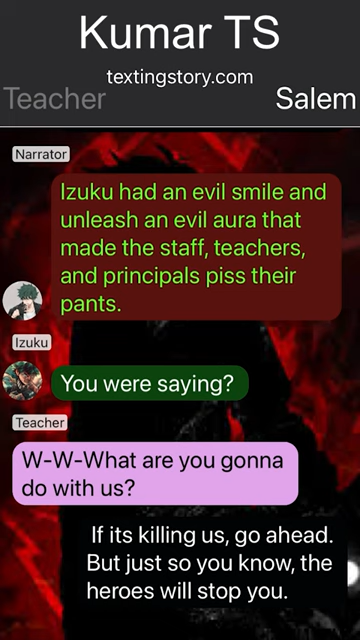 Kumar TS
textingstory.com
Teacher
Salem
Narrator
Izuku had an evil smile and
unleash an evil aura that
made the staff, teachers,
and principals piss their
pants.
Izuku
You were saying?
Teacher
W-W-What are you gonna
do with us?
If its killing us, go ahead.
But just so you know, the
heroes will stop you.